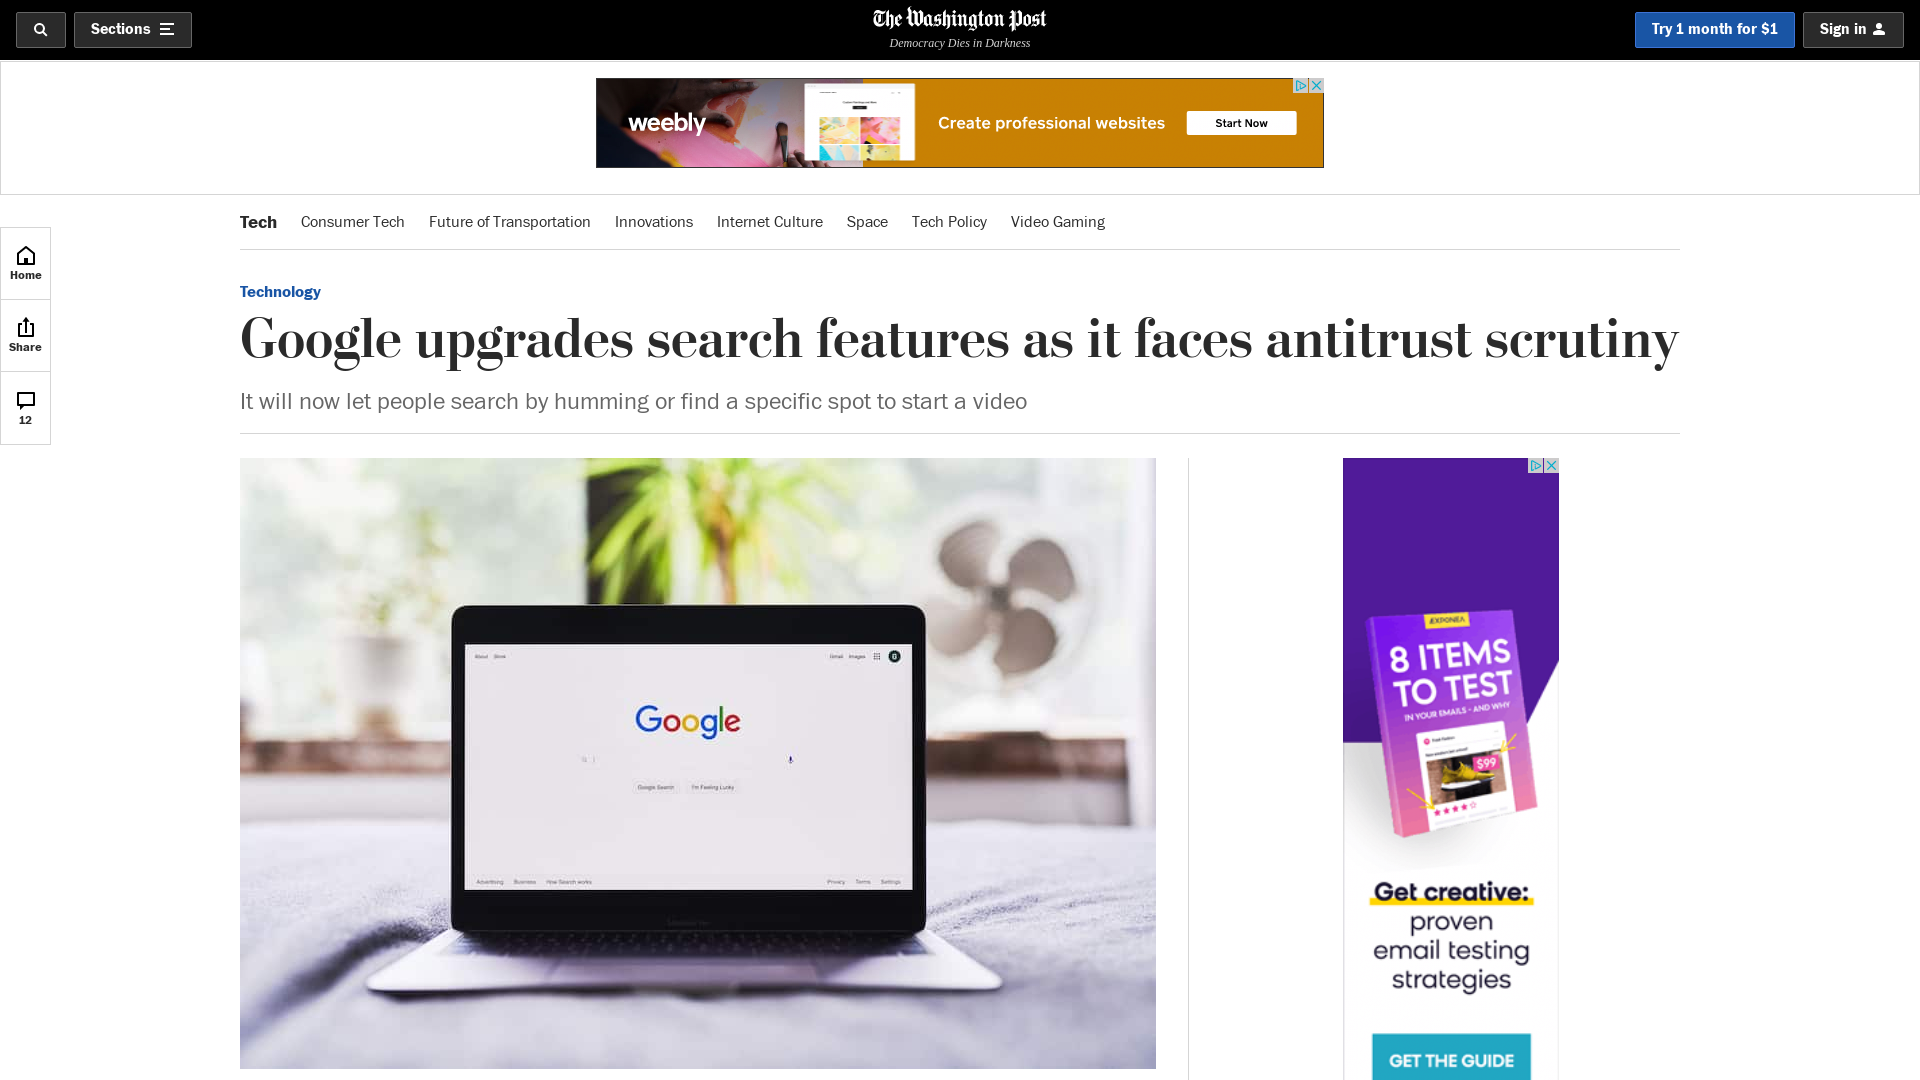 Sections
The Washington Post
Democracy Dies in Darkness
Try 1 month for $1
Sign in
weebly
Create professional websites
Start Now
Tech
Consumer Tech
Future of Transportation
Innovations
Internet Culture
Space
Tech Policy
Video Gaming
Home
Share
12
Technology
Google upgrades search features as it faces antitrust scrutiny
It will now let people search by humming or find a specific spot to start a video
About Store
Gmail Images
G
Google
Google Search I'm Feeling Lucky
Advertising Business How Search works
Privacy Terms Settings
EXPONEA
8 ITEMS
TO TEST
IN YOUR EMAILS - AND WHY
$99
Get creative:
proven
email testing
strategies
GET THE GUIDE